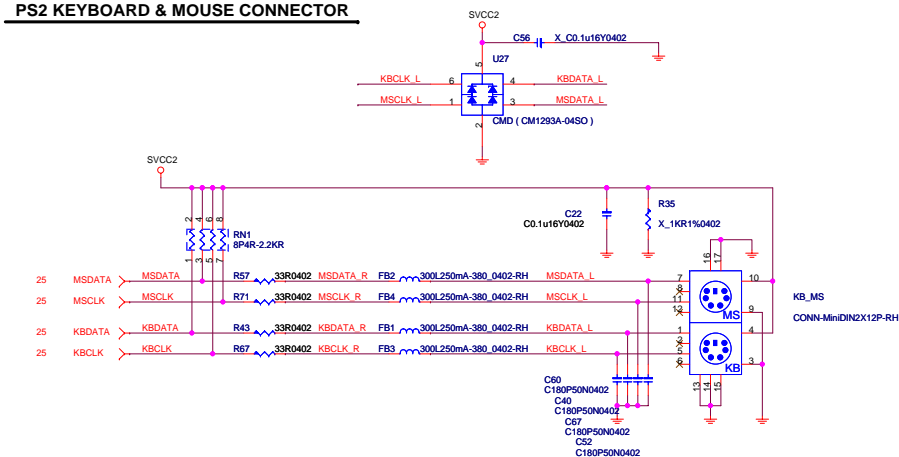 PS2 KEYBOARD & MOUSE CONNECTOR
SVCC2
C56 X_C0.1u16Y0402
U27
5
KBCLK_L 6 4 KBDATA_L
MSCLK_L 1 3 MSDATA_L
2
CMD ( CM1293A-04SO )
SVCC2
2 4 6 8
RN1
8P4R-2.2KR
1 3 5 7
C22
C0.1u16Y0402
R35
X_1KR1%0402
16 17
25 MSDATA MSDATA R57 33R0402 MSDATA_R FB2 300L250mA-380_0402-RH MSDATA_L 7 10
8
25 MSCLK MSCLK R71 33R0402 MSCLK_R FB4 300L250mA-380_0402-RH MSCLK_L 11
12 MS 9
KB_MS
CONN-MiniDIN2X12P-RH
25 KBDATA KBDATA R43 33R0402 KBDATA_R FB1 300L250mA-380_0402-RH KBDATA_L 1 4
2
25 KBCLK KBCLK R67 33R0402 KBCLK_R FB3 300L250mA-380_0402-RH KBCLK_L 5
6 KB 3
13 14 15
C60
C180P50N0402
C40
C180P50N0402
C67
C180P50N0402
C52
C180P50N0402